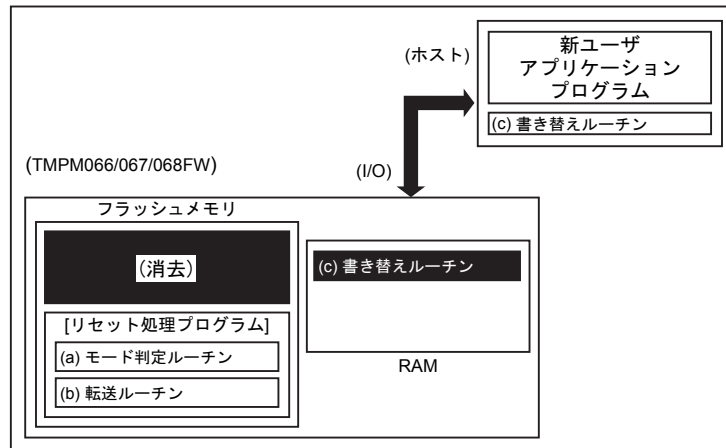 (ホスト)
新ユーザ
アプリケーション
プログラム
(c) 書き替えルーチン
(TMPM066/067/068FW)
(I/O)
フラッシュメモリ
(消去)
[リセット処理プログラム]
(a) モード判定ルーチン
(b) 転送ルーチン
(c) 書き替えルーチン
RAM